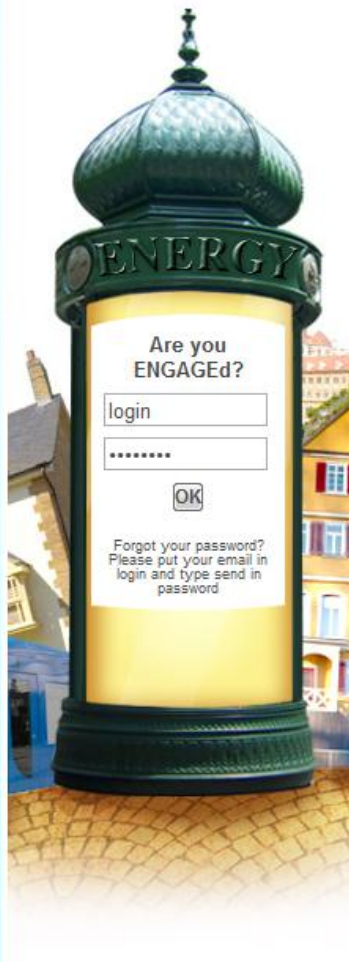 ENERGY
Are you
ENGAGEd?
login
••••••••
OK
Forgot your password?
Please put your email in
login and type send in
password